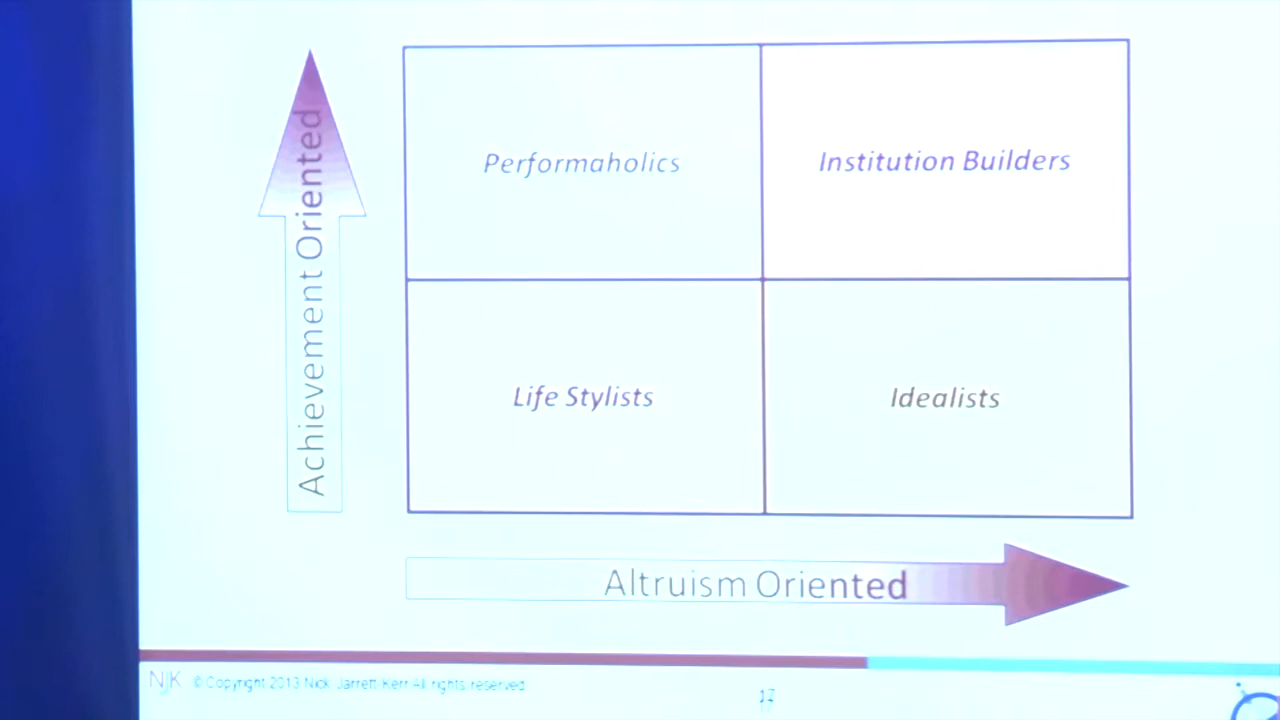 Achievement Oriented
Performaholics
Institution Builders
Life Stylists
Idealists
Altruism Oriented
NJK © Copyright 2013 Nick Jarrett-Kerr All rights reserved
17